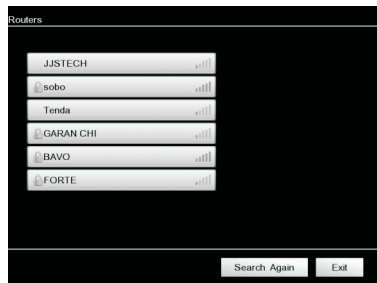 Routers
JJSTECH
sobo
Tenda
GARAN CHI
BAVO
FORTE
Search Again Exit